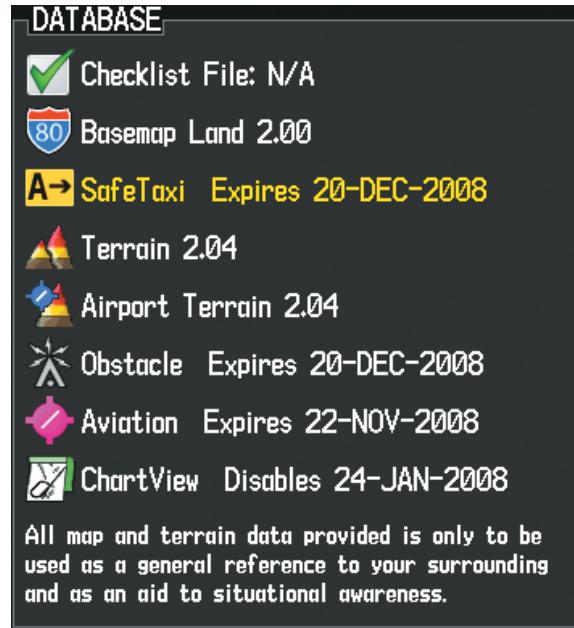 DATABASE
Checklist File: N/A
80 Basemap Land 2.00
A→ SafeTaxi Expires 20-DEC-2008
Terrain 2.04
Airport Terrain 2.04
Obstacle Expires 20-DEC-2008
Aviation Expires 22-NOV-2008
ChartView Disables 24-JAN-2008
All map and terrain data provided is only to be
used as a general reference to your surrounding
and as an aid to situational awareness.